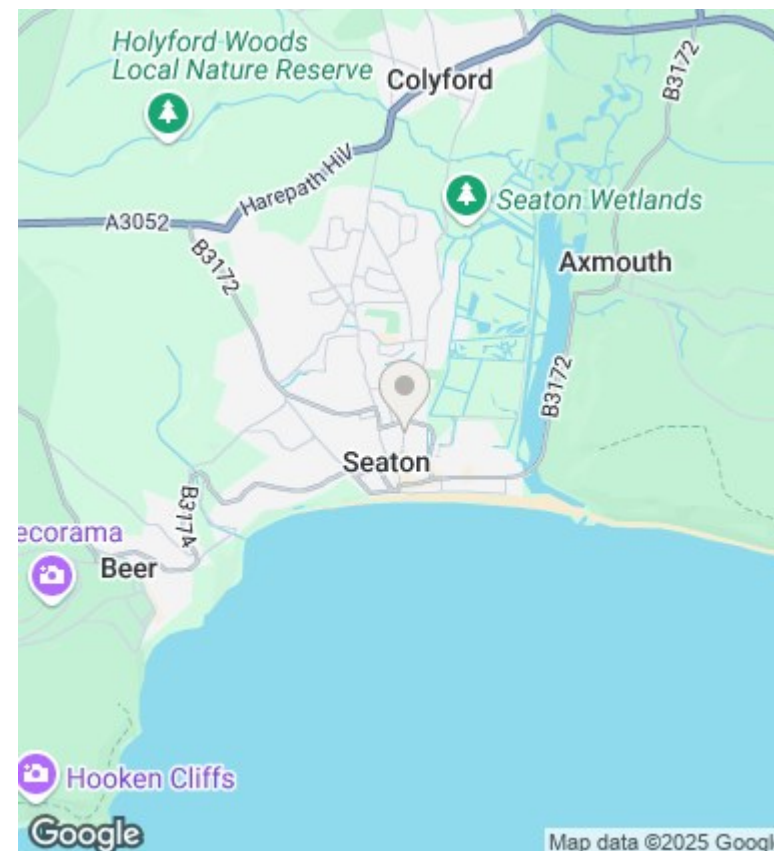 Holyford Woods
Local Nature Reserve
Colyford
B3172
Harepath Hil
Seaton Wetlands
A3052
B3172
Axmouth
B3172
Seaton
B3174
ecorama
Beer
Hooken Cliffs
Google
Map data ©2025 Googl